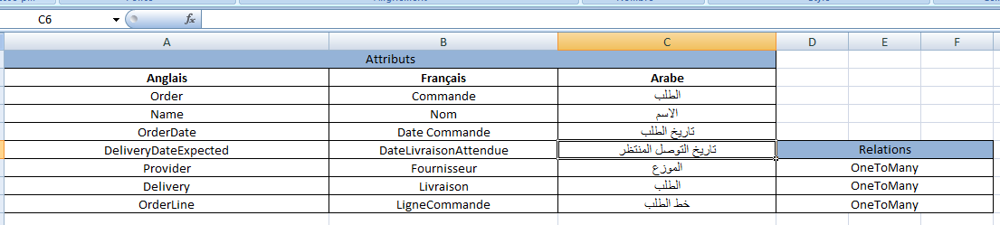 C6
fx
A B C D E F
Attributs
Anglais Français Arabe
Order Commande الطلب
Name Nom الاسم
OrderDate Date Commande تاريخ الطلب
DeliveryDateExpected DateLivraisonAttendue تاريخ التوصل المنتظر Relations
Provider Fournisseur الموزع OneToMany
Delivery Livraison الطلب OneToMany
OrderLine LigneCommande خط الطلب OneToMany